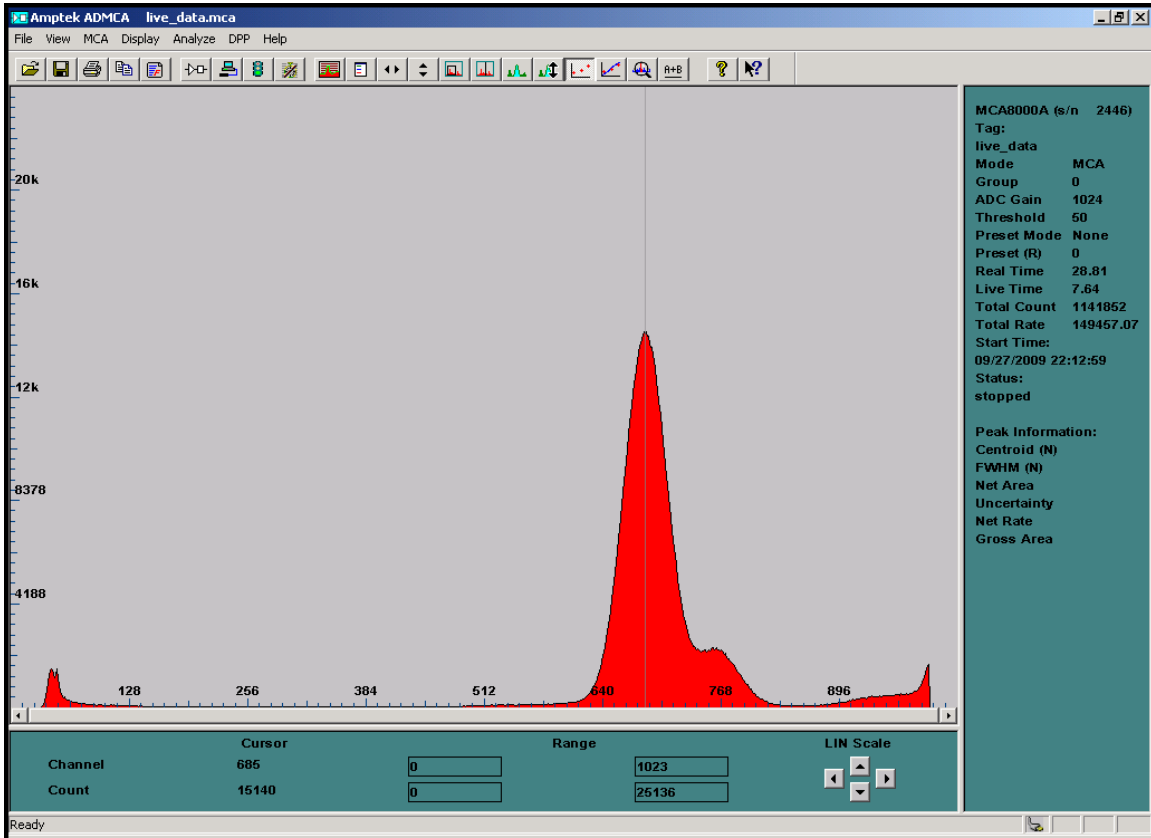 Amptek ADMCA live_data.mca
File View MCA Display Analyze DPP Help
A+B
20k
16k
12k
8378
4188
128 256 384 512 640 768 896
MCA8000A (s/n 2446)
Tag:
live_data
Mode MCA
Group 0
ADC Gain 1024
Threshold 50
Preset Mode None
Preset (R) 0
Real Time 28.81
Live Time 7.64
Total Count 1141852
Total Rate 149457.07
Start Time:
09/27/2009 22:12:59
Status:
stopped
Peak Information:
Centroid (N)
FWHM (N)
Net Area
Uncertainty
Net Rate
Gross Area
Cursor Range LIN Scale
Channel 685 0 1023
Count 15140 0 25136
Ready